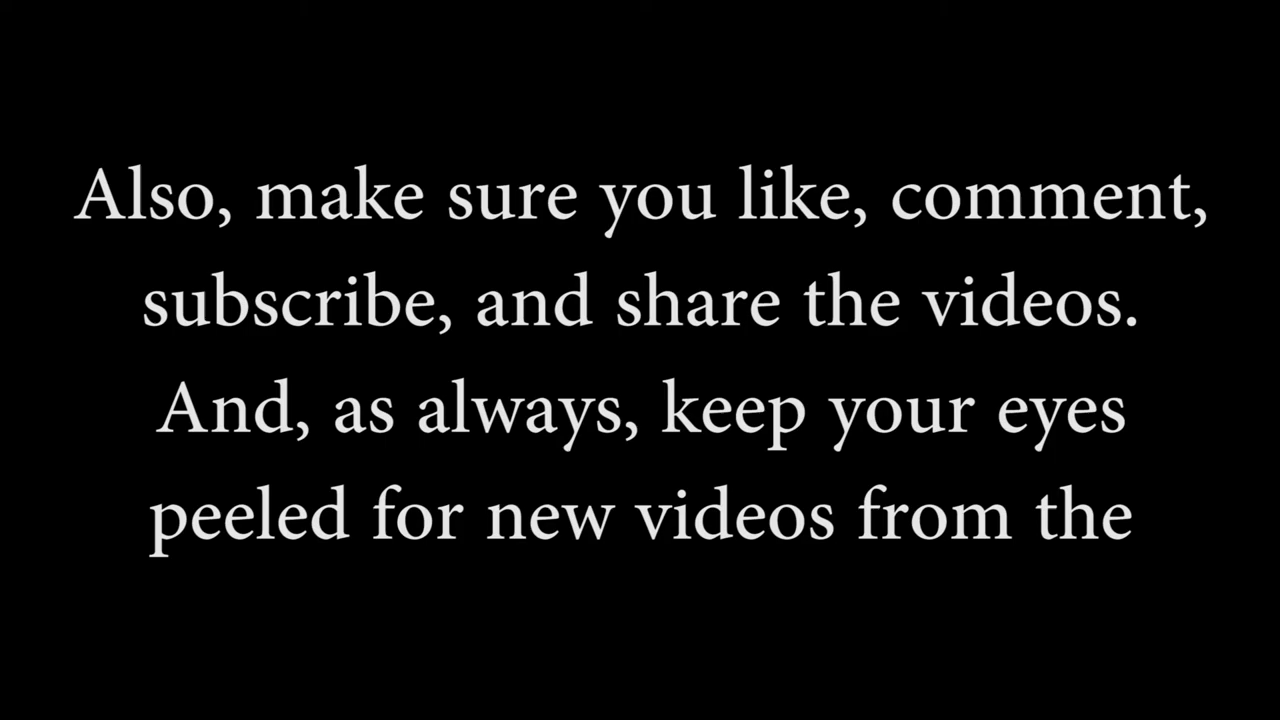 Also, make sure you like, comment,
subscribe, and share the videos.
And, as always, keep your eyes
peeled for new videos from the